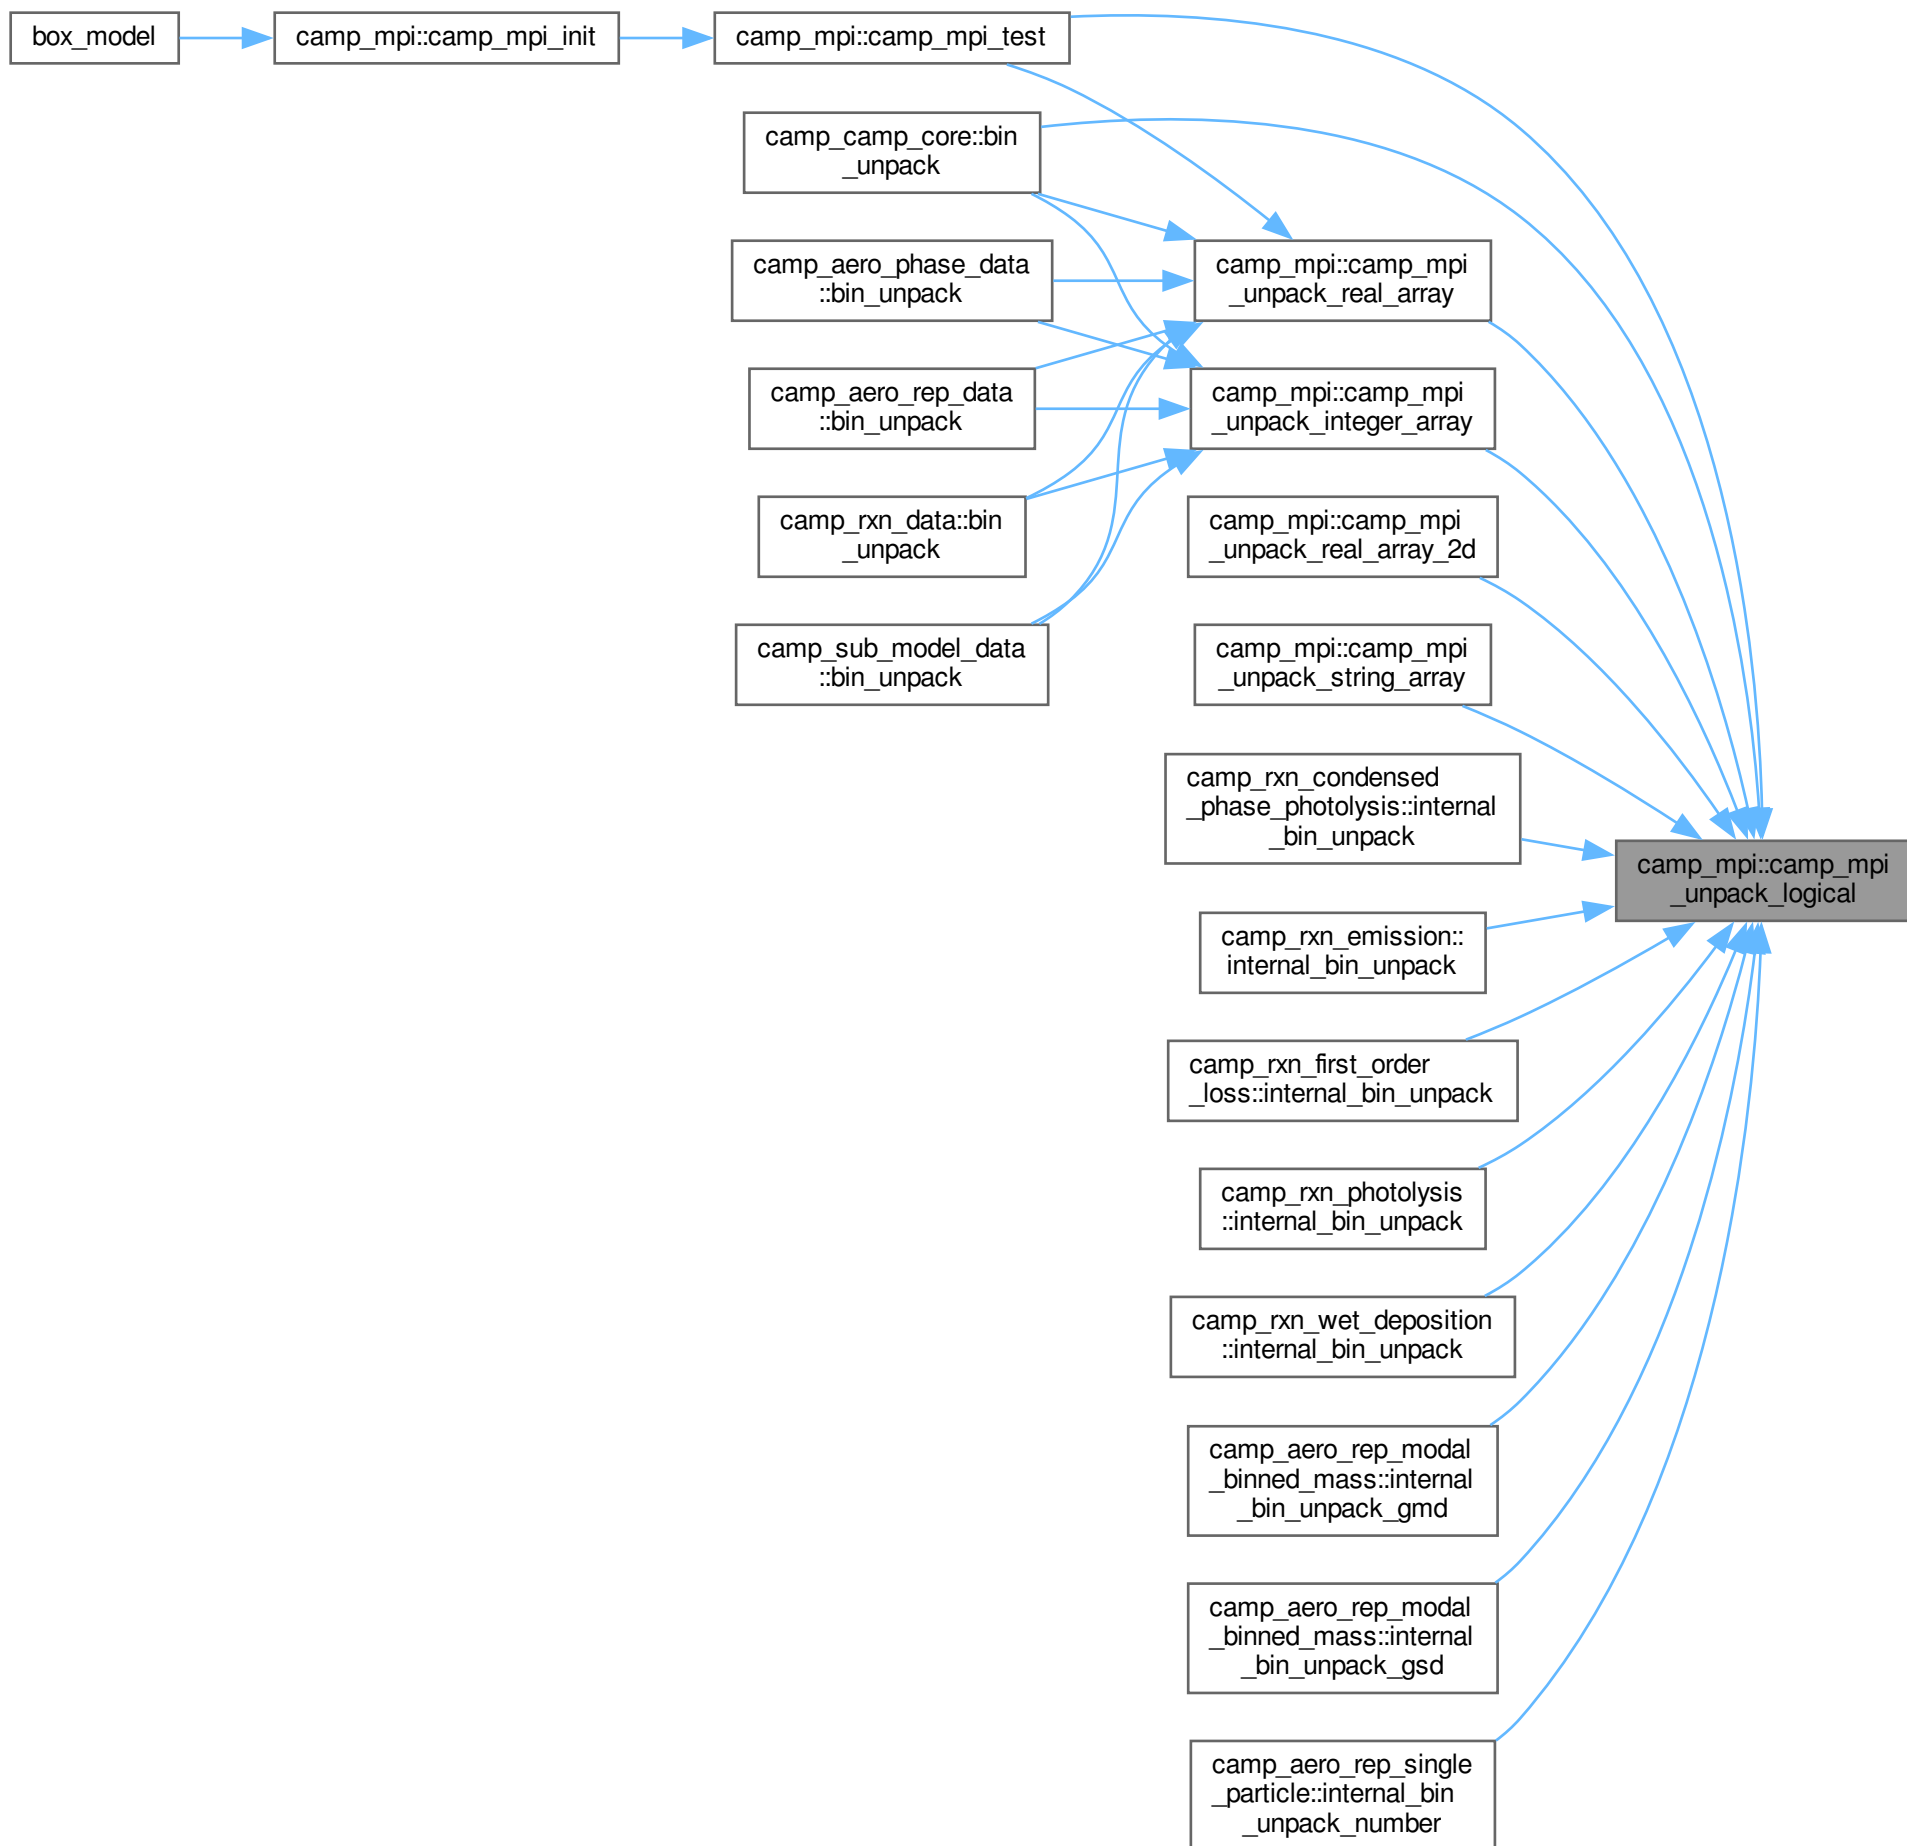 box_model
camp_mpi::camp_mpi_init
camp_mpi::camp_mpi_test
camp_camp_core::bin
_unpack
camp_aero_phase_data
::bin_unpack
camp_aero_rep_data
::bin_unpack
camp_rxn_data::bin
_unpack
camp_sub_model_data
::bin_unpack
camp_mpi::camp_mpi
_unpack_real_array
camp_mpi::camp_mpi
_unpack_integer_array
camp_mpi::camp_mpi
_unpack_real_array_2d
camp_mpi::camp_mpi
_unpack_string_array
camp_rxn_condensed
_phase_photolysis::internal
_bin_unpack
camp_rxn_emission::
internal_bin_unpack
camp_rxn_first_order
_loss::internal_bin_unpack
camp_rxn_photolysis
::internal_bin_unpack
camp_rxn_wet_deposition
::internal_bin_unpack
camp_aero_rep_modal
_binned_mass::internal
_bin_unpack_gmd
camp_aero_rep_modal
_binned_mass::internal
_bin_unpack_gsd
camp_aero_rep_single
_particle::internal_bin
_unpack_number
camp_mpi::camp_mpi
_unpack_logical